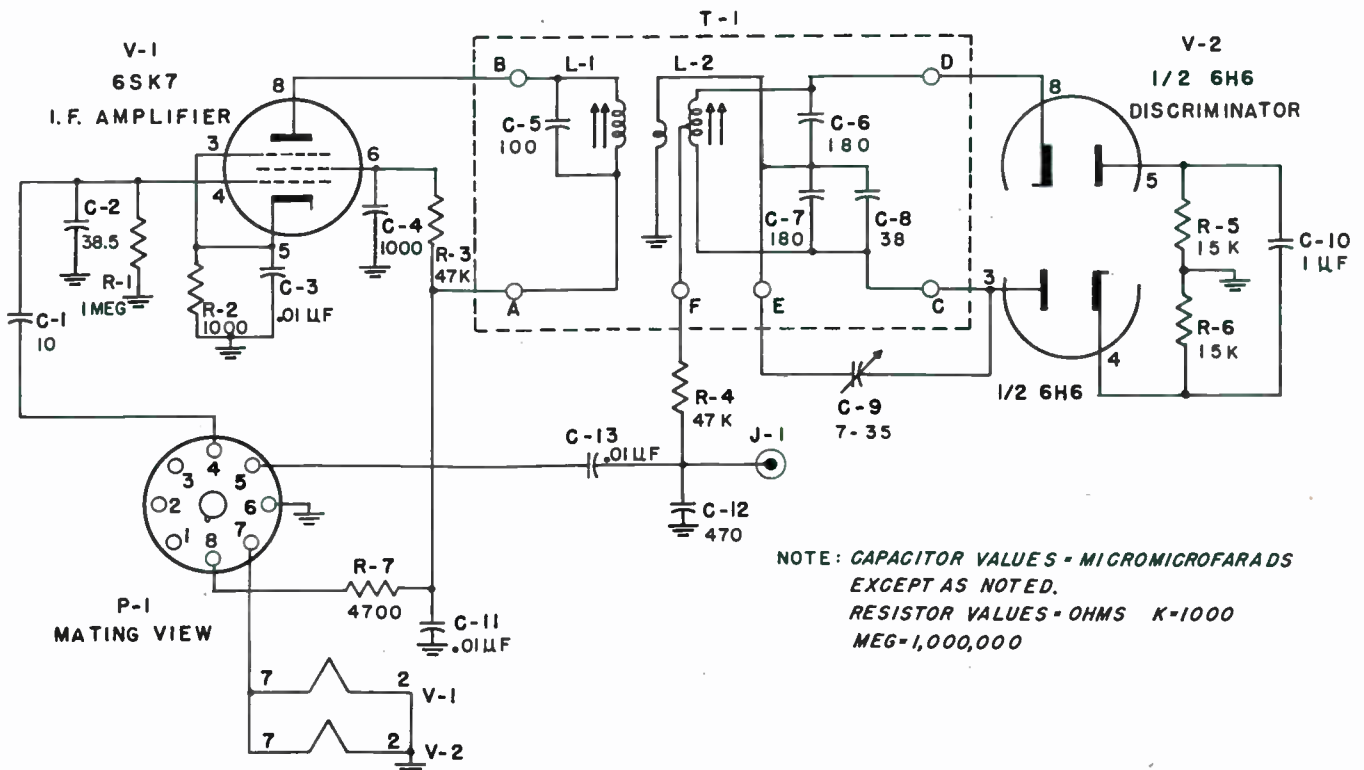 T-1
V-1
6SK7
I.F. AMPLIFIER
8
3
4
6
5
C-2
38.5
R-1
1 MEG
R-2
1000
C-3
.01 UF
C-4
1000
R-3
47K
C-1
10
B
L-1
C-5
100
A
L-2
C-6
180
C-7
180
C-8
38
D
F
E
C
V-2
1/2 6H6
DISCRIMINATOR
8
5
3
4
1/2 6H6
R-5
15 K
R-6
15 K
C-10
1 µF
C-9
7-35
R-4
47 K
J-1
C-13
.01 UF
C-12
470
4
3
5
2
6
1
8
7
P-1
MATING VIEW
R-7
4700
C-11
.01 UF
7
2
V-1
7
2
V-2
NOTE: CAPACITOR VALUES = MICROMICROFARADS
EXCEPT AS NOTED.
RESISTOR VALUES = OHMS K=1000
MEG=1,000,000